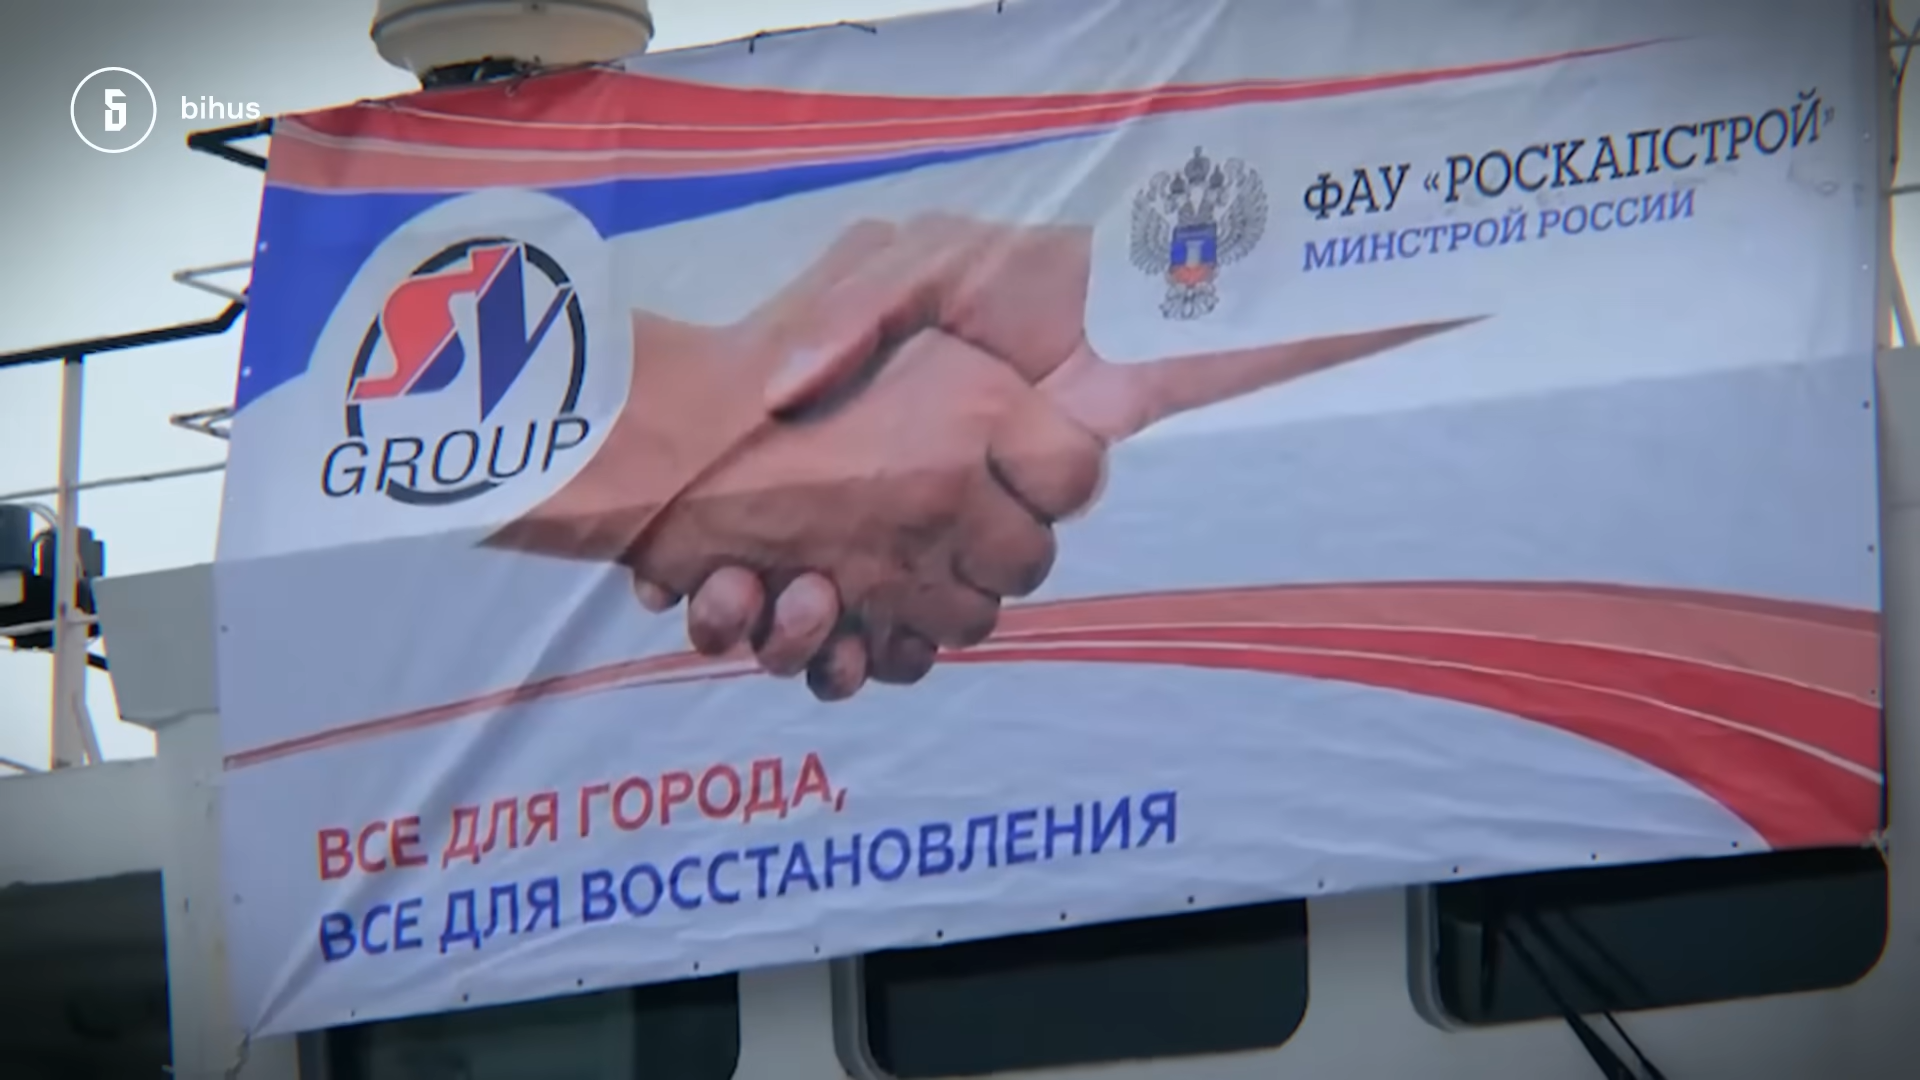 bihus
SV
GROUP
ФАУ «РОСКАПСТРОЙ»
МИНСТРОЙ РОССИИ
ВСЕ ДЛЯ ГОРОДА,
ВСЕ ДЛЯ ВОССТАНОВЛЕНИЯ